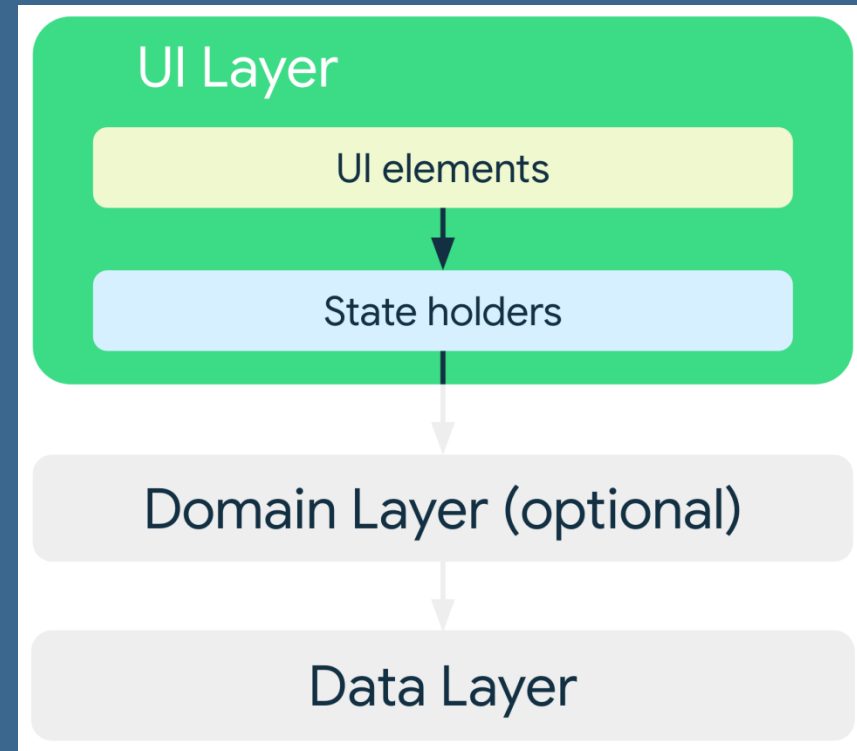 UI Layer
UI elements
State holders
Domain Layer (optional)
Data Layer